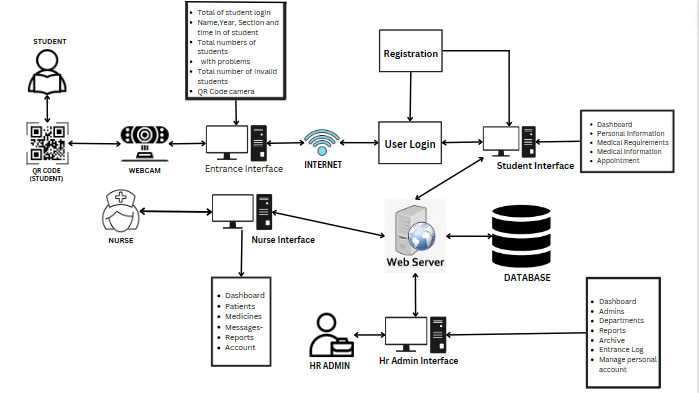 STUDENT
• Total of student login
• Name,Year, Section and
time in of student
• Total numbers of
students
• with problems
• Total number of invalid
students
• QR Code camera
Registration
QR CODE
(STUDENT)
WEBCAM
Entrance Interface
INTERNET
User Login
Student Interface
• Dashboard
• Personal Information
• Medical Requirements
• Medical Information
• Appointment
NURSE
Nurse Interface
Web Server
DATABASE
• Dashboard
• Patients
• Medicines
• Messages-
• Reports
• Account
HR ADMIN
Hr Admin Interface
• Dashboard
• Admins
• Departments
• Reports
• Archive
• Entrance Log
• Manage personal
account